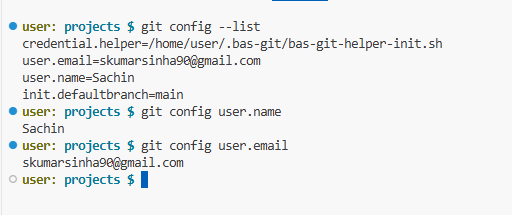 user: projects $ git config --list
credential.helper=/home/user/.bas-git/bas-git-helper-init.sh
user.email=skumarsinha90@gmail.com
user.name=Sachin
init.defaultbranch=main
user: projects $ git config user.name
Sachin
user: projects $ git config user.email
skumarsinha90@gmail.com
user: projects $